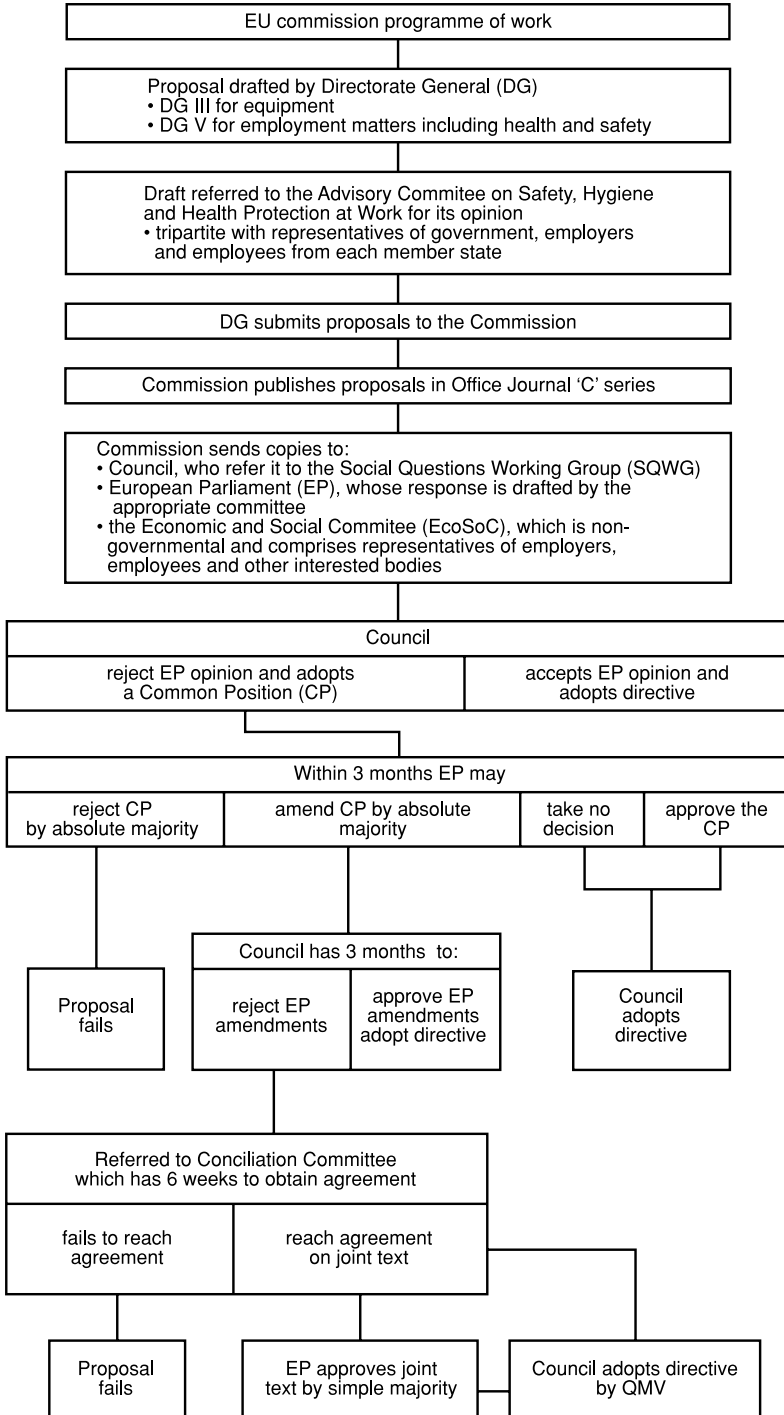 EU commission programme of work
Proposal drafted by Directorate General (DG)
• DG III for equipment
• DG V for employment matters including health and safety
Draft referred to the Advisory Commitee on Safety, Hygiene
and Health Protection at Work for its opinion
• tripartite with representatives of government, employers
and employees from each member state
DG submits proposals to the Commission
Commission publishes proposals in Office Journal ‘C’ series
Commission sends copies to:
• Council, who refer it to the Social Questions Working Group (SQWG)
• European Parliament (EP), whose response is drafted by the
appropriate committee
• the Economic and Social Commitee (EcoSoC), which is non-
governmental and comprises representatives of employers,
employees and other interested bodies
Council
reject EP opinion and adopts
a Common Position (CP)
accepts EP opinion and
adopts directive
Within 3 months EP may
reject CP
by absolute majority
amend CP by absolute
majority
take no
decision
approve the
CP
Council has 3 months to:
reject EP
amendments
approve EP
amendments
adopt directive
Proposal
fails
Council
adopts
directive
Referred to Conciliation Committee
which has 6 weeks to obtain agreement
fails to reach
agreement
reach agreement
on joint text
Proposal
fails
EP approves joint
text by simple majority
Council adopts directive
by QMV